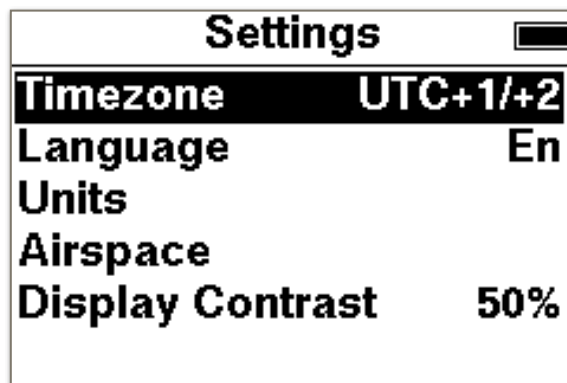 Settings
Timezone UTC+1/+2
Language En
Units
Airspace
Display Contrast 50%